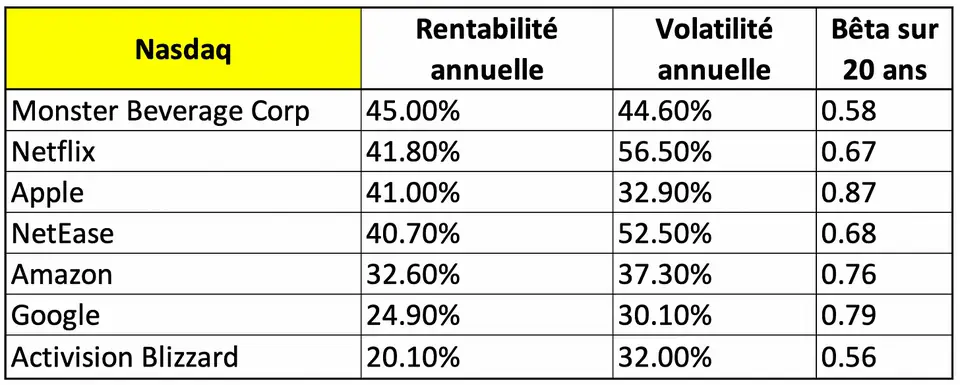 Nasdaq Rentabilité annuelle Volatilité annuelle Bêta sur 20 ans
Monster Beverage Corp 45.00% 44.60% 0.58
Netflix 41.80% 56.50% 0.67
Apple 41.00% 32.90% 0.87
NetEase 40.70% 52.50% 0.68
Amazon 32.60% 37.30% 0.76
Google 24.90% 30.10% 0.79
Activision Blizzard 20.10% 32.00% 0.56